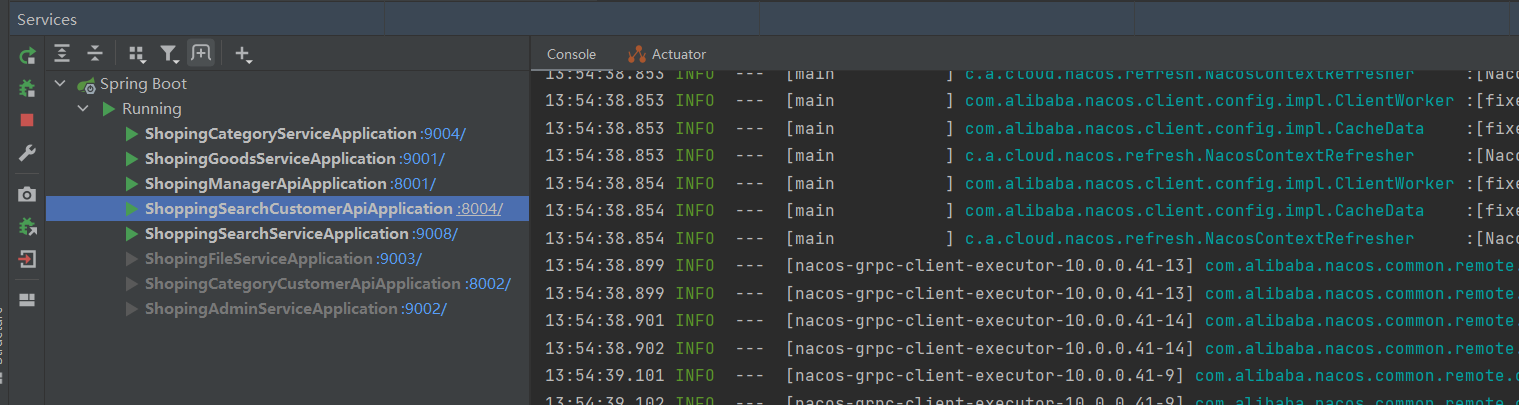 Services
Console
Actuator
Spring Boot
Running
ShopingCategoryServiceApplication :9004/
ShopingGoodsServiceApplication :9001/
ShopingManagerApiApplication :8001/
ShoppingSearchCustomerApiApplication :8004/
ShoppingSearchServiceApplication :9008/
ShopingFileServiceApplication :9003/
ShopingCategoryCustomerApiApplication :8002/
ShopingAdminServiceApplication :9002/
13:54:38.853 INFO --- [main ] c.a.cloud.nacos.refresh.NacosContextRefresher :[Nac
13:54:38.853 INFO --- [main ] com.alibaba.nacos.client.config.impl.ClientWorker :[fixe
13:54:38.853 INFO --- [main ] com.alibaba.nacos.client.config.impl.CacheData :[fixe
13:54:38.853 INFO --- [main ] c.a.cloud.nacos.refresh.NacosContextRefresher :[Nac
13:54:38.854 INFO --- [main ] com.alibaba.nacos.client.config.impl.ClientWorker :[fixe
13:54:38.854 INFO --- [main ] com.alibaba.nacos.client.config.impl.CacheData :[fixe
13:54:38.854 INFO --- [main ] c.a.cloud.nacos.refresh.NacosContextRefresher :[Nac
13:54:38.899 INFO --- [nacos-grpc-client-executor-10.0.0.41-13] com.alibaba.nacos.common.remote.
13:54:38.899 INFO --- [nacos-grpc-client-executor-10.0.0.41-13] com.alibaba.nacos.common.remote.
13:54:38.901 INFO --- [nacos-grpc-client-executor-10.0.0.41-14] com.alibaba.nacos.common.remote.
13:54:38.902 INFO --- [nacos-grpc-client-executor-10.0.0.41-14] com.alibaba.nacos.common.remote.
13:54:39.101 INFO --- [nacos-grpc-client-executor-10.0.0.41-9] com.alibaba.nacos.common.remote.c
13:54:39.102 INFO --- [nacos-grpc-client-executor-10.0.0.41-9] com.alibaba.nacos.common.remote.c